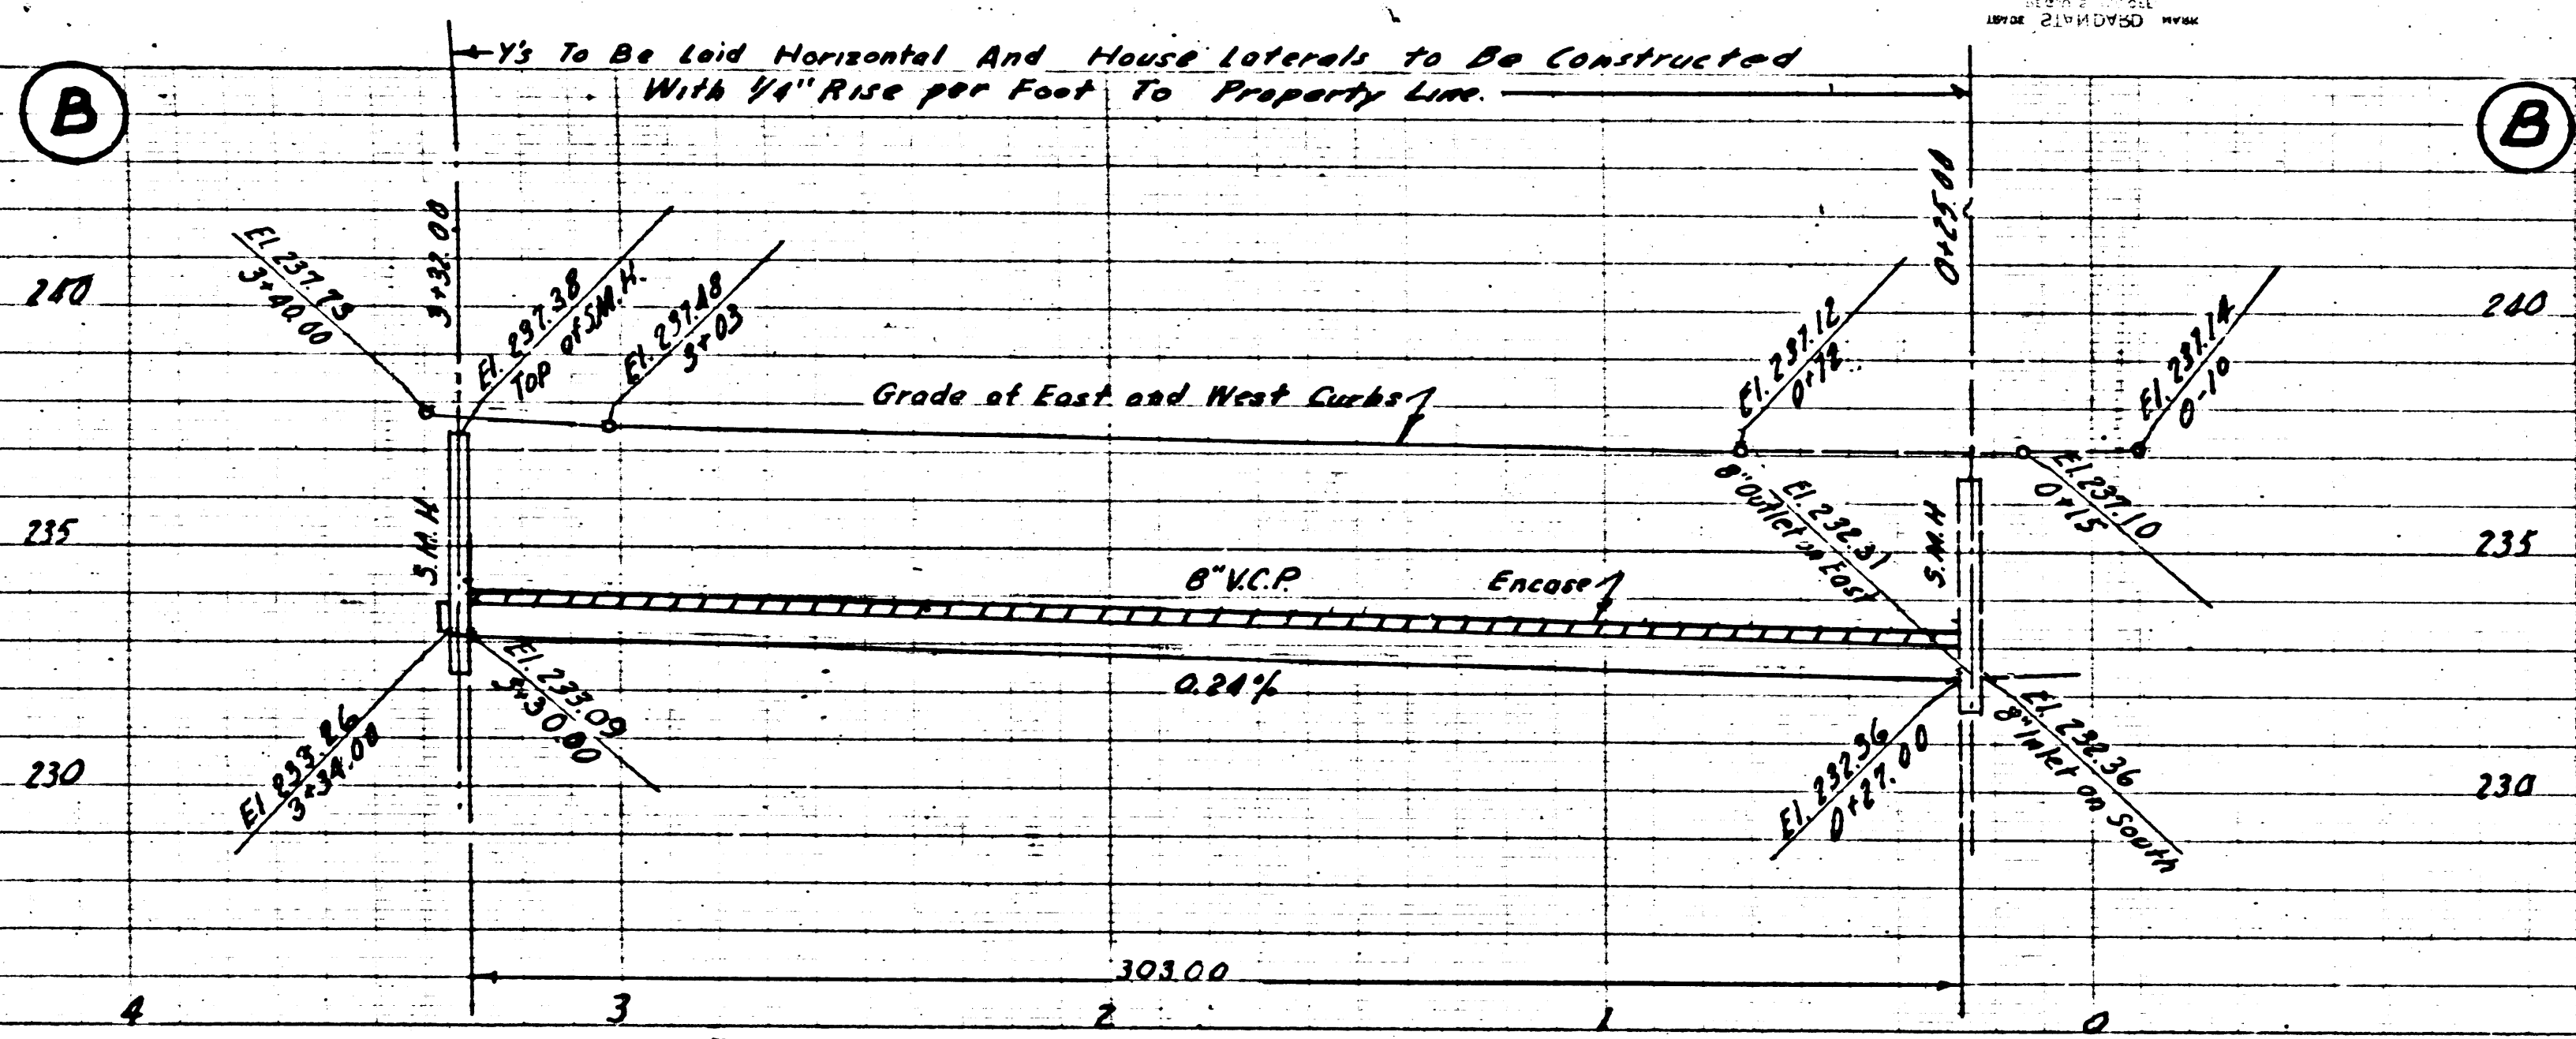 TRADE STANDARD MARK
Y's To Be Laid Horizontal And House Laterals to Be Constructed
With 1/4" Rise per Foot To Property Line.
B
B
3+32.00
0+25.00
El. 237.73
3+40.00
El. 237.38
Top of S.M.H.
El. 237.48
3+03
El. 237.12
0+72
El. 237.14
0-10
240
240
Grade of East and West Curbs
El. 237.10
0+15
El. 232.31
8" Outlet on East
S.M.H
S.M.H
235
235
8" V.C.P.
Encase
0.24%
El. 233.26
3+34.00
El. 233.09
3+30.00
El. 232.36
0+27.00
El. 232.36
8" Inlet on South
230
230
303.00
4
3
2
1
0